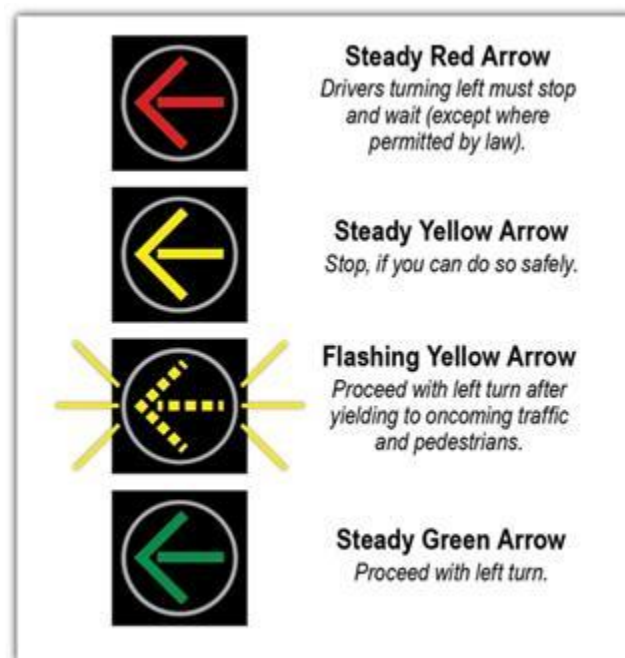 Steady Red Arrow
Drivers turning left must stop
and wait (except where
permitted by law).
Steady Yellow Arrow
Stop, if you can do so safely.
Flashing Yellow Arrow
Proceed with left turn after
yielding to oncoming traffic
and pedestrians.
Steady Green Arrow
Proceed with left turn.